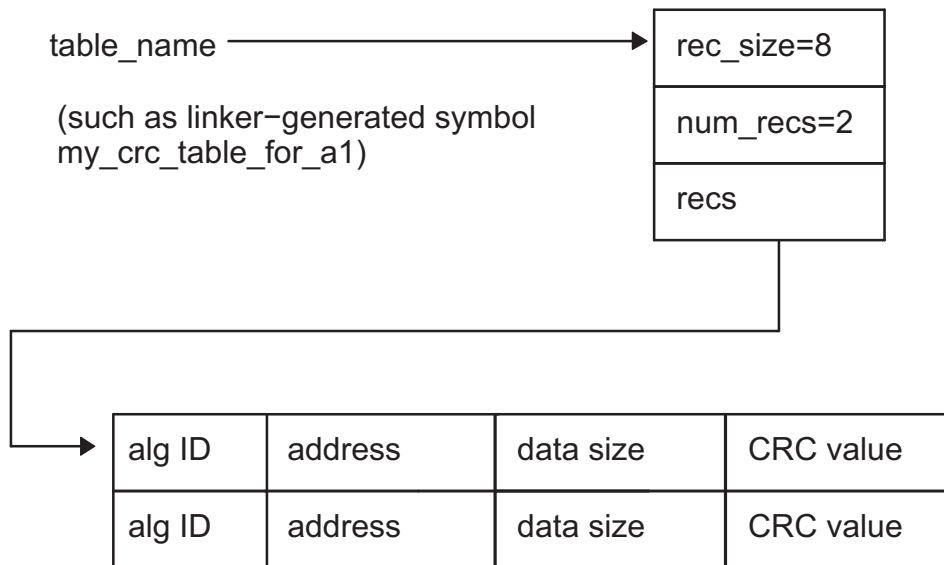 table_name
rec_size=8
(such as linker−generated symbol
my_crc_table_for_a1)
num_recs=2
recs
alg ID address data size CRC value
alg ID address data size CRC value